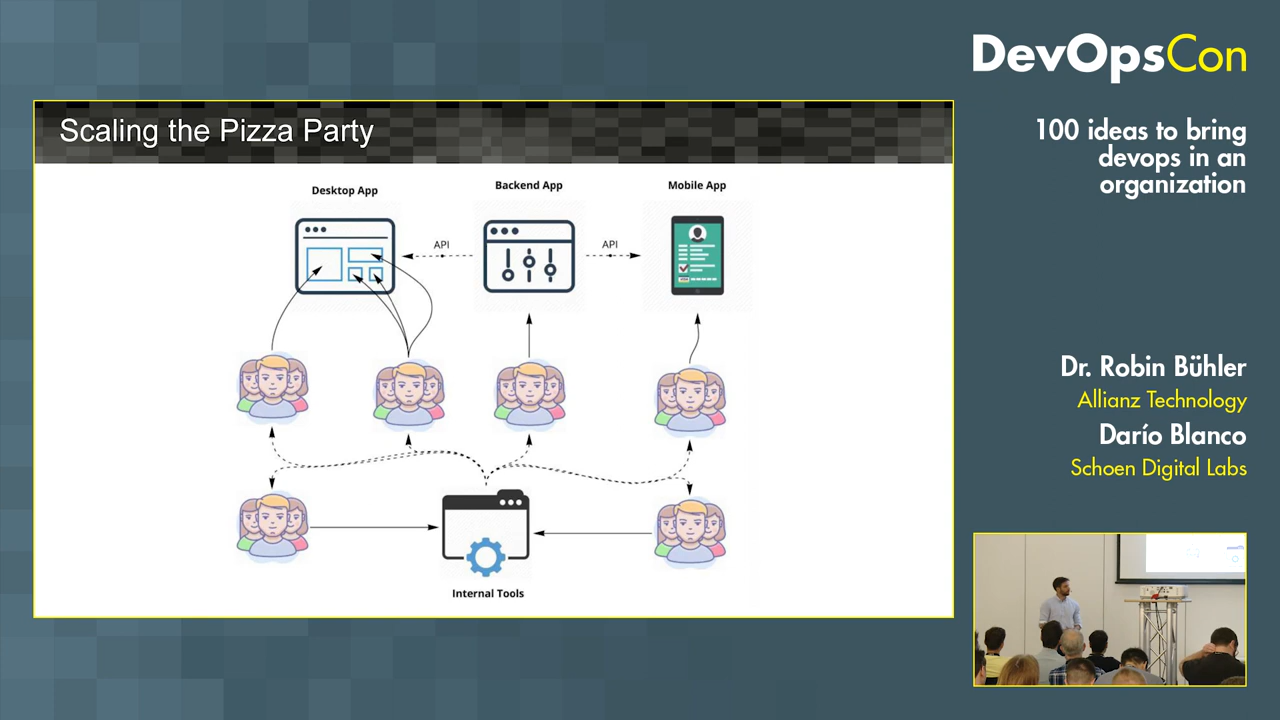 DevOpsCon
100 ideas to bring
devops in an
organization
Scaling the Pizza Party
Desktop App
Backend App
Mobile App
API
API
Internal Tools
Dr. Robin Bühler
Allianz Technology
Darío Blanco
Schoen Digital Labs